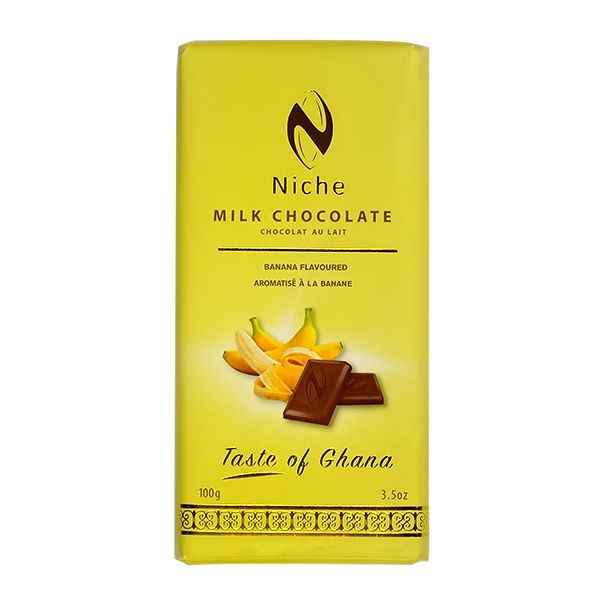 Niche
MILK CHOCOLATE
CHOCOLAT AU LAIT
BANANA FLAVOURED
AROMATISÉ À LA BANANE
Taste of Ghana
100g 3.5oz